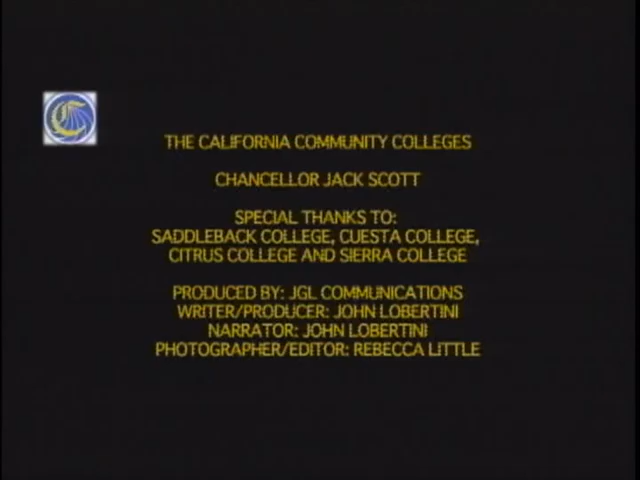 THE CALIFORNIA COMMUNITY COLLEGES
CHANCELLOR JACK SCOTT
SPECIAL THANKS TO:
SADDLEBACK COLLEGE, CUESTA COLLEGE,
CITRUS COLLEGE AND SIERRA COLLEGE
PRODUCED BY: JGL COMMUNICATIONS
WRITER/PRODUCER: JOHN LOBERTINI
NARRATOR: JOHN LOBERTINI
PHOTOGRAPHER/EDITOR: REBECCA LITTLE